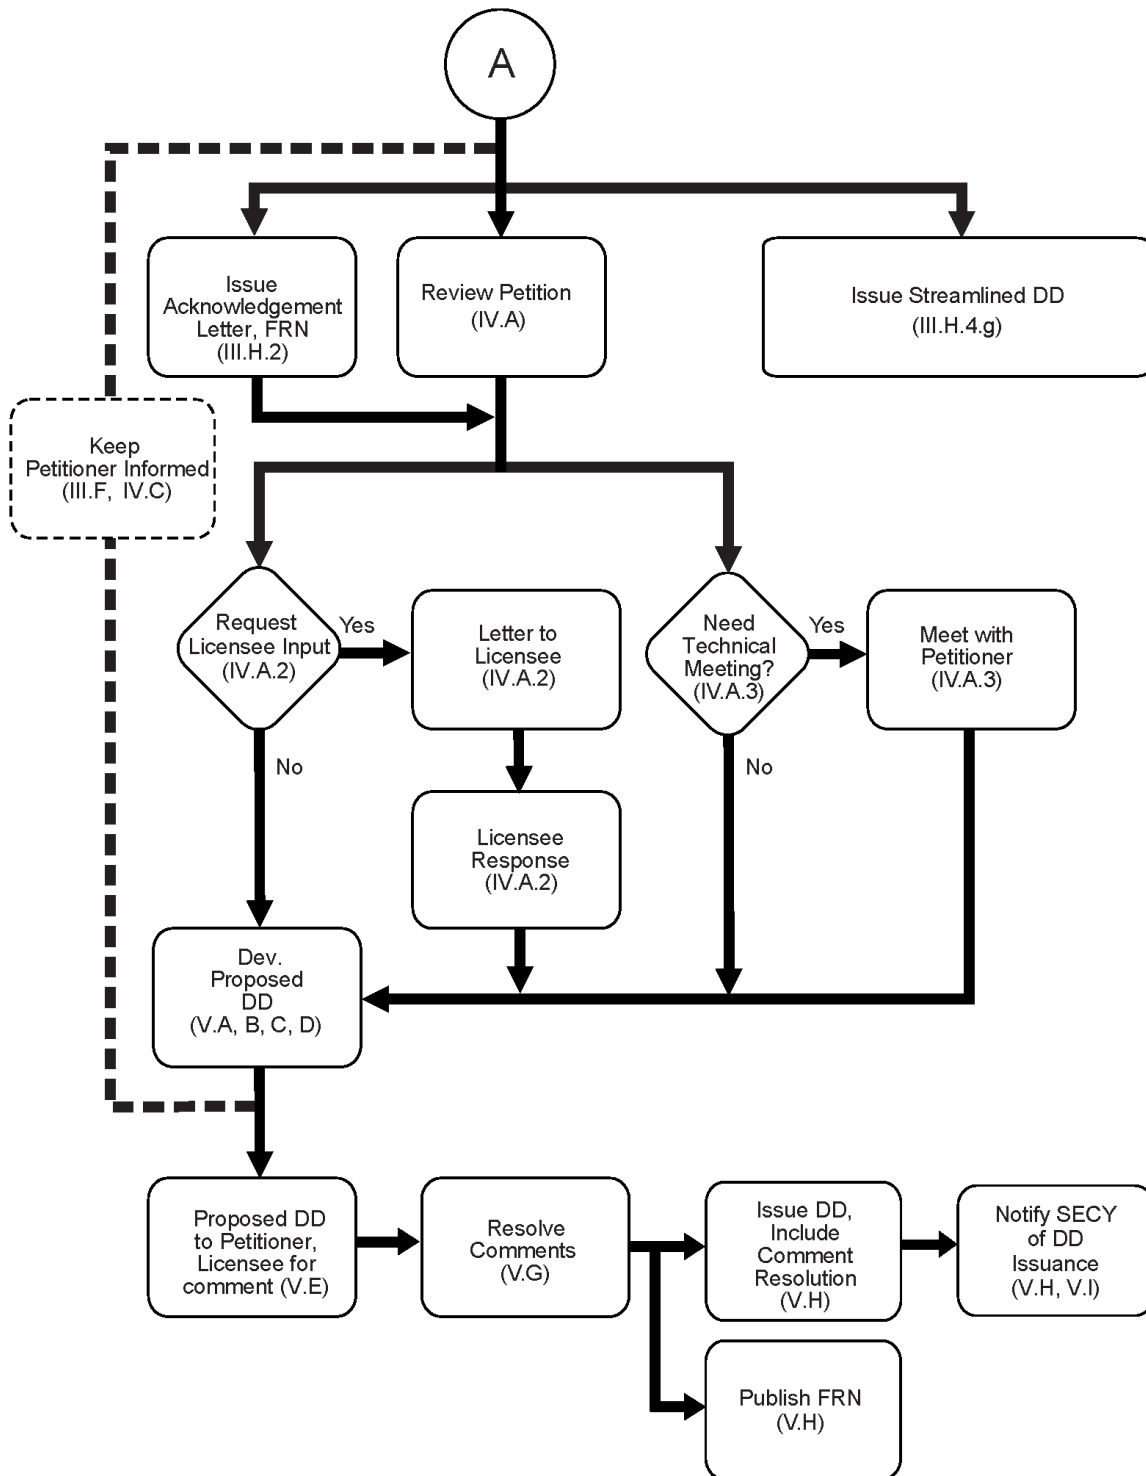 A
Issue
Acknowledgement
Letter, FRN
(III.H.2)
Review Petition
(IV.A)
Issue Streamlined DD
(III.H.4.g)
Keep
Petitioner Informed
(III.F, IV.C)
Request
Licensee Input
(IV.A.2)
Yes
Letter to
Licensee
(IV.A.2)
Need
Technical
Meeting?
(IV.A.3)
Yes
Meet with
Petitioner
(IV.A.3)
No
No
Licensee
Response
(IV.A.2)
Dev.
Proposed
DD
(V.A, B, C, D)
Proposed DD
to Petitioner,
Licensee for
comment (V.E)
Resolve
Comments
(V.G)
Issue DD,
Include
Comment
Resolution
(V.H)
Notify SECY
of DD
Issuance
(V.H, V.I)
Publish FRN
(V.H)